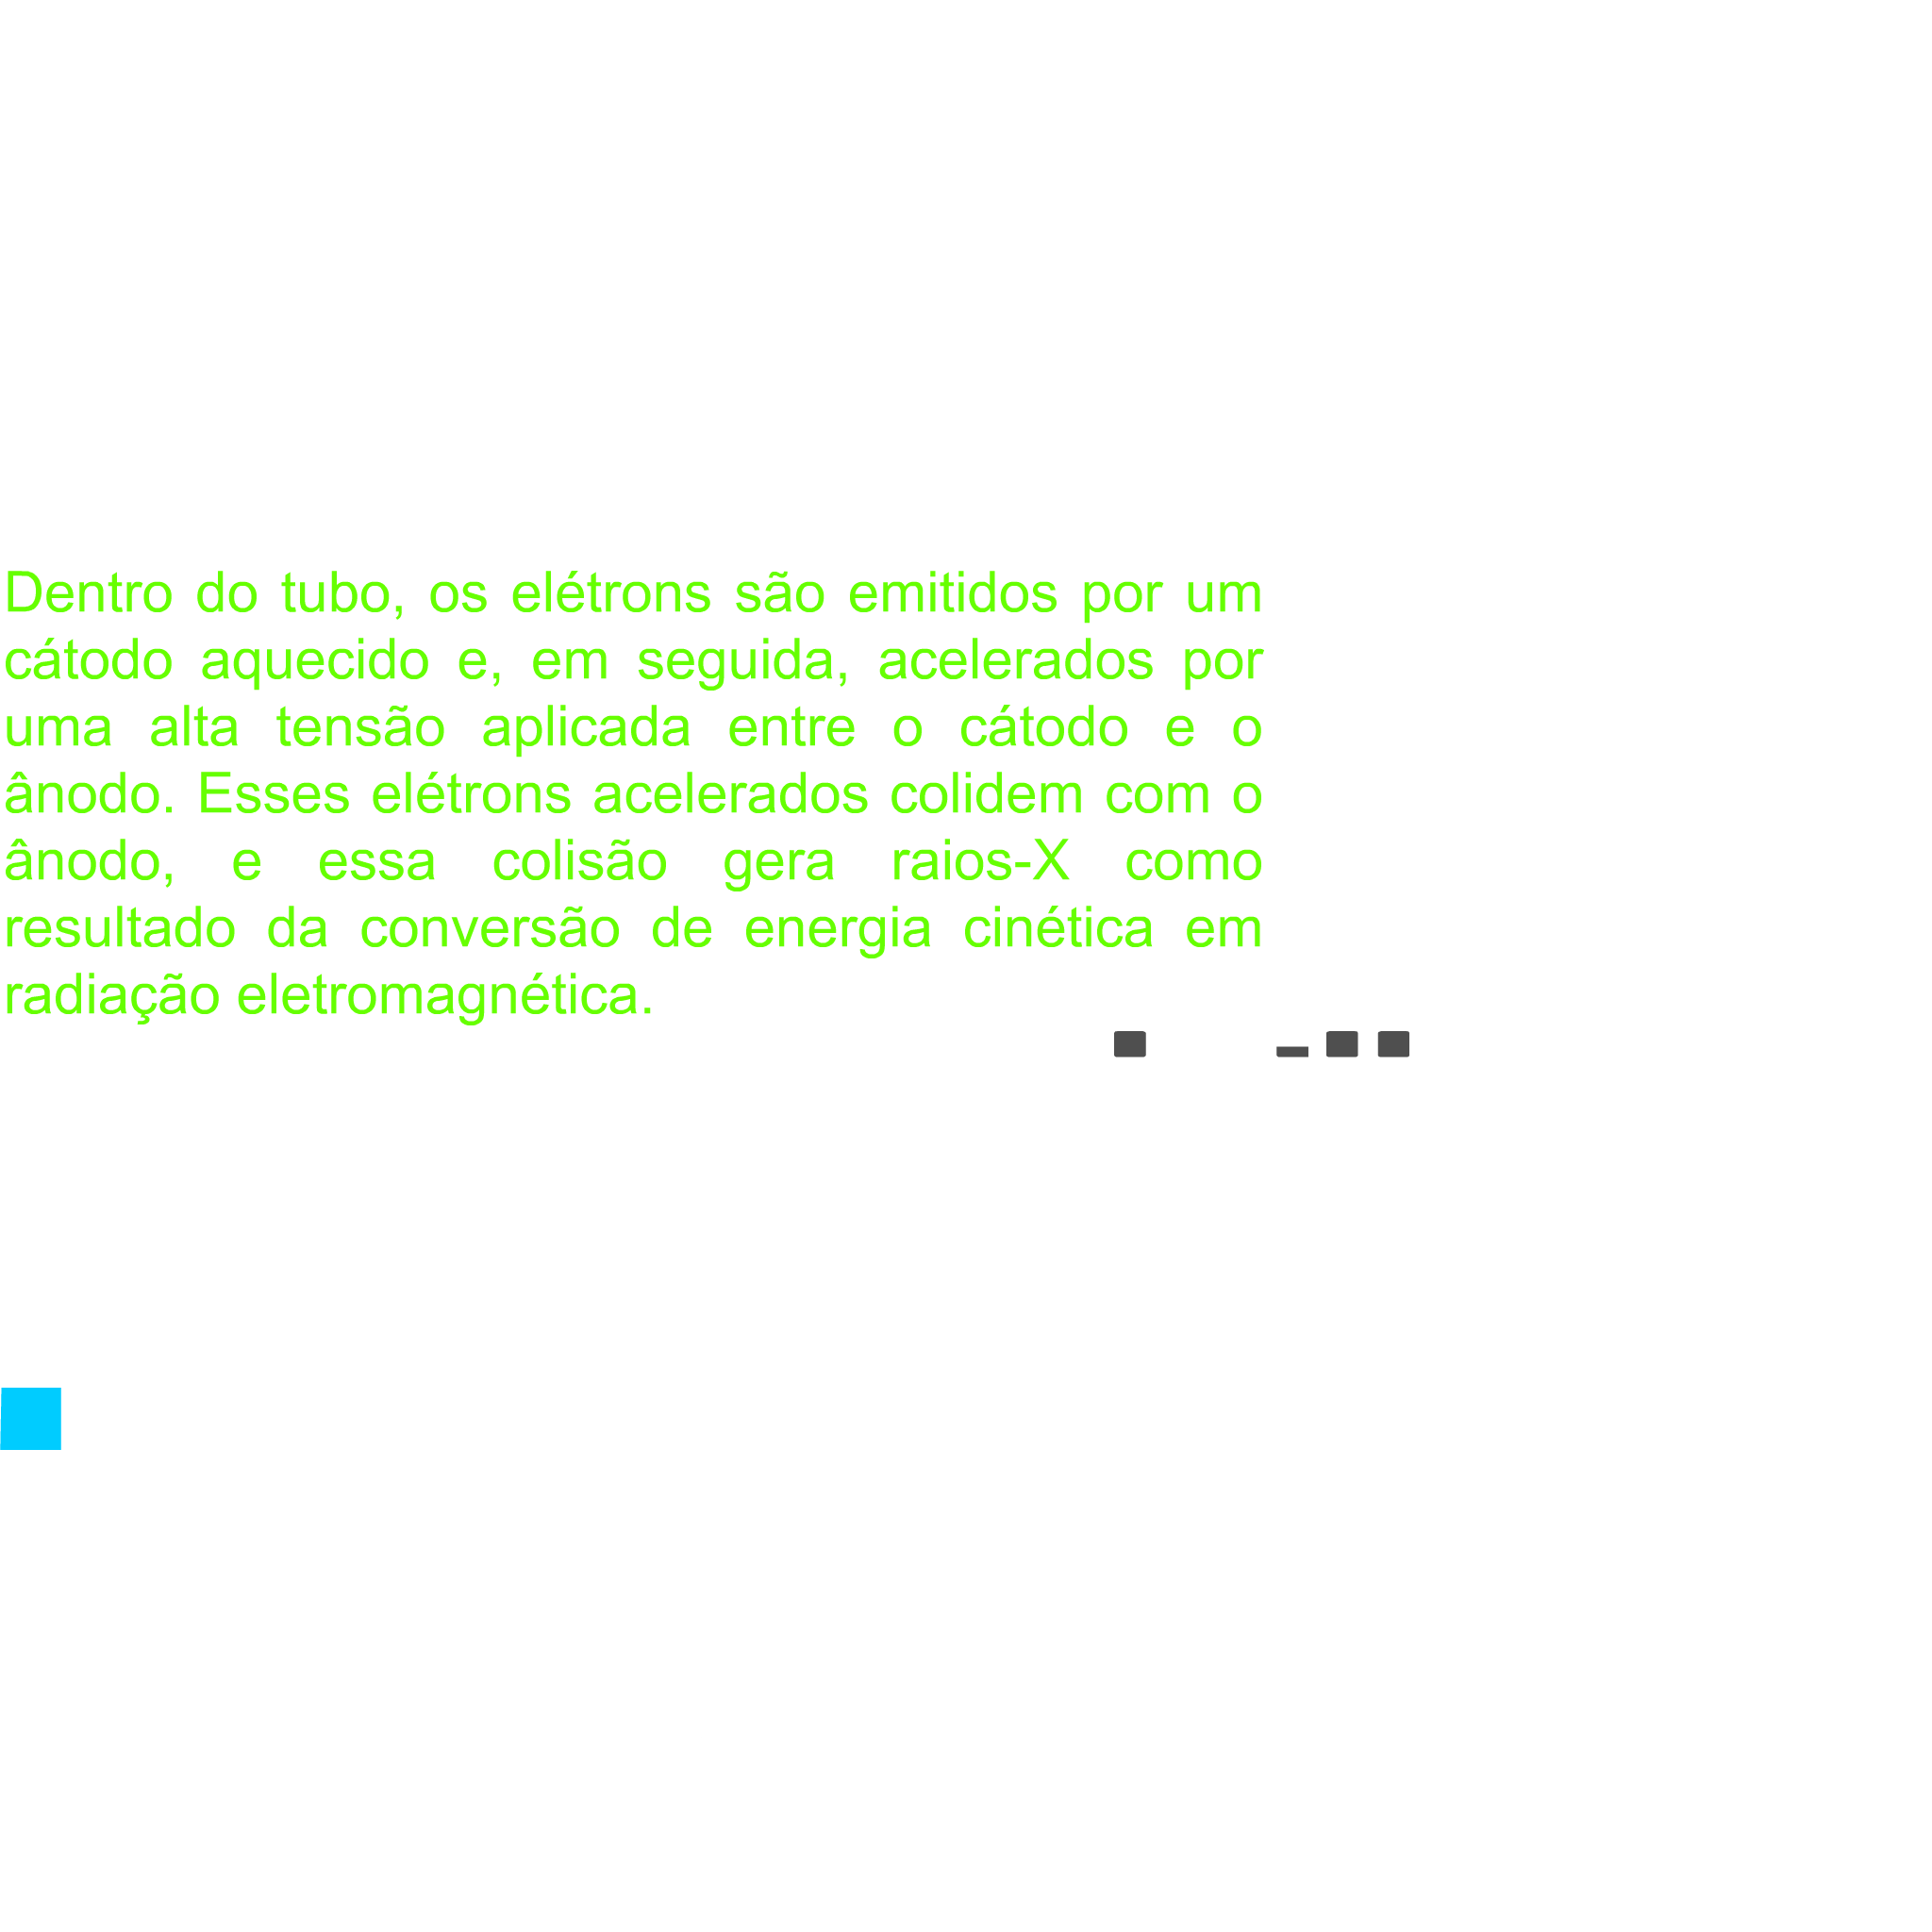 Dentro do tubo, os elétrons são emitidos por um
cátodo aquecido e, em seguida, acelerados por
uma alta tensão aplicada entre o cátodo e o
ânodo. Esses elétrons acelerados colidem com o
ânodo, e essa colisão gera raios-X como
resultado da conversão de energia cinética em
radiação eletromagnética.